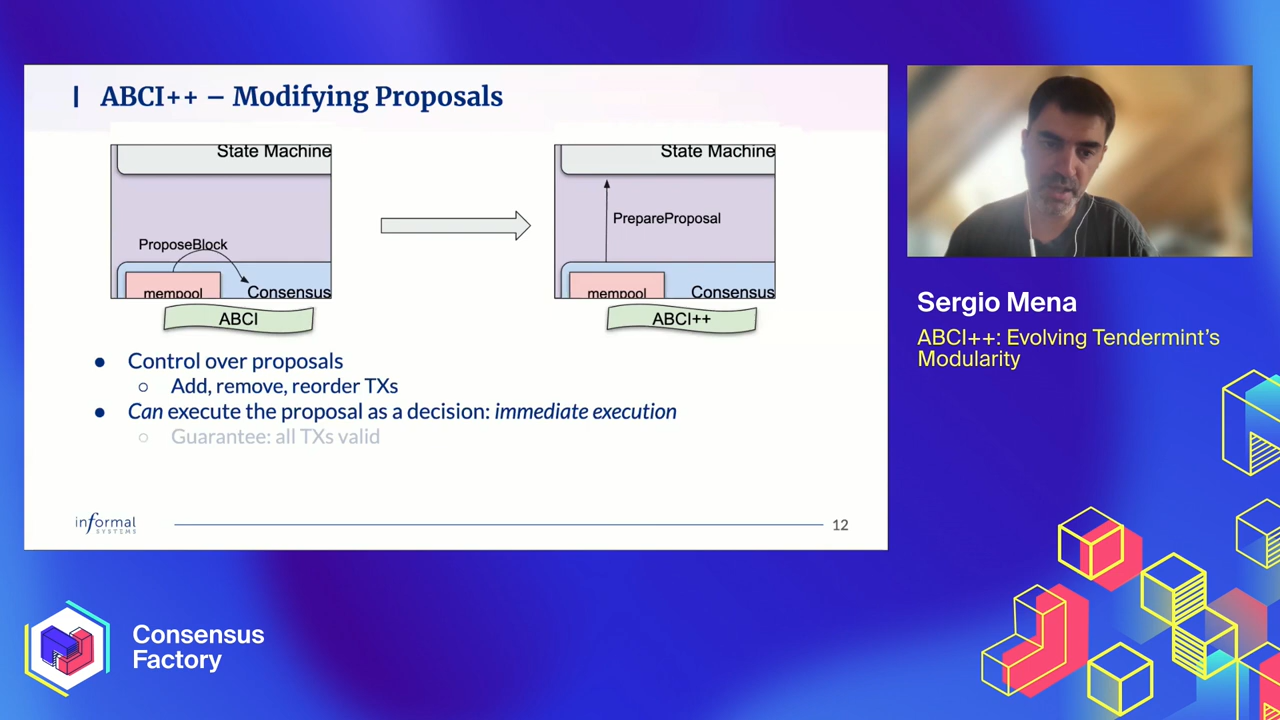 ABCI++ – Modifying Proposals
State Machine
ProposeBlock
mempool
Consensus
ABCI
State Machine
PrepareProposal
mempool
Consensus
ABCI++
● Control over proposals
○ Add, remove, reorder TXs
● Can execute the proposal as a decision: immediate execution
○ Guarantee: all TXs valid
informal
SYSTEMS
12
Sergio Mena
ABCI++: Evolving Tendermint’s
Modularity
Consensus
Factory